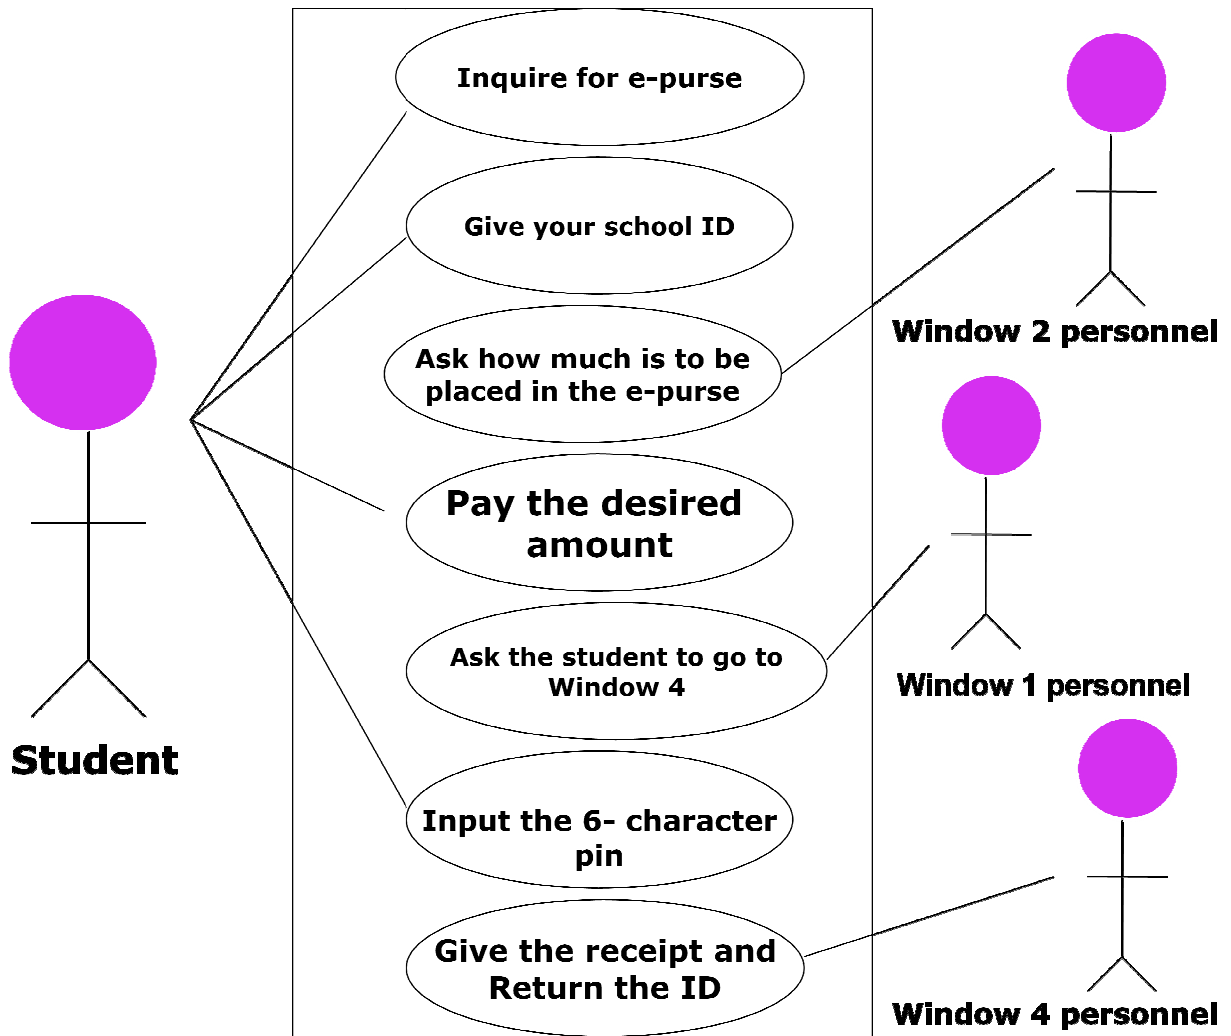 Inquire for e-purse
Give your school ID
Ask how much is to be
placed in the e-purse
Pay the desired
amount
Ask the student to go to
Window 4
Input the 6- character
pin
Give the receipt and
Return the ID
Student
Window 2 personnel
Window 1 personnel
Window 4 personnel